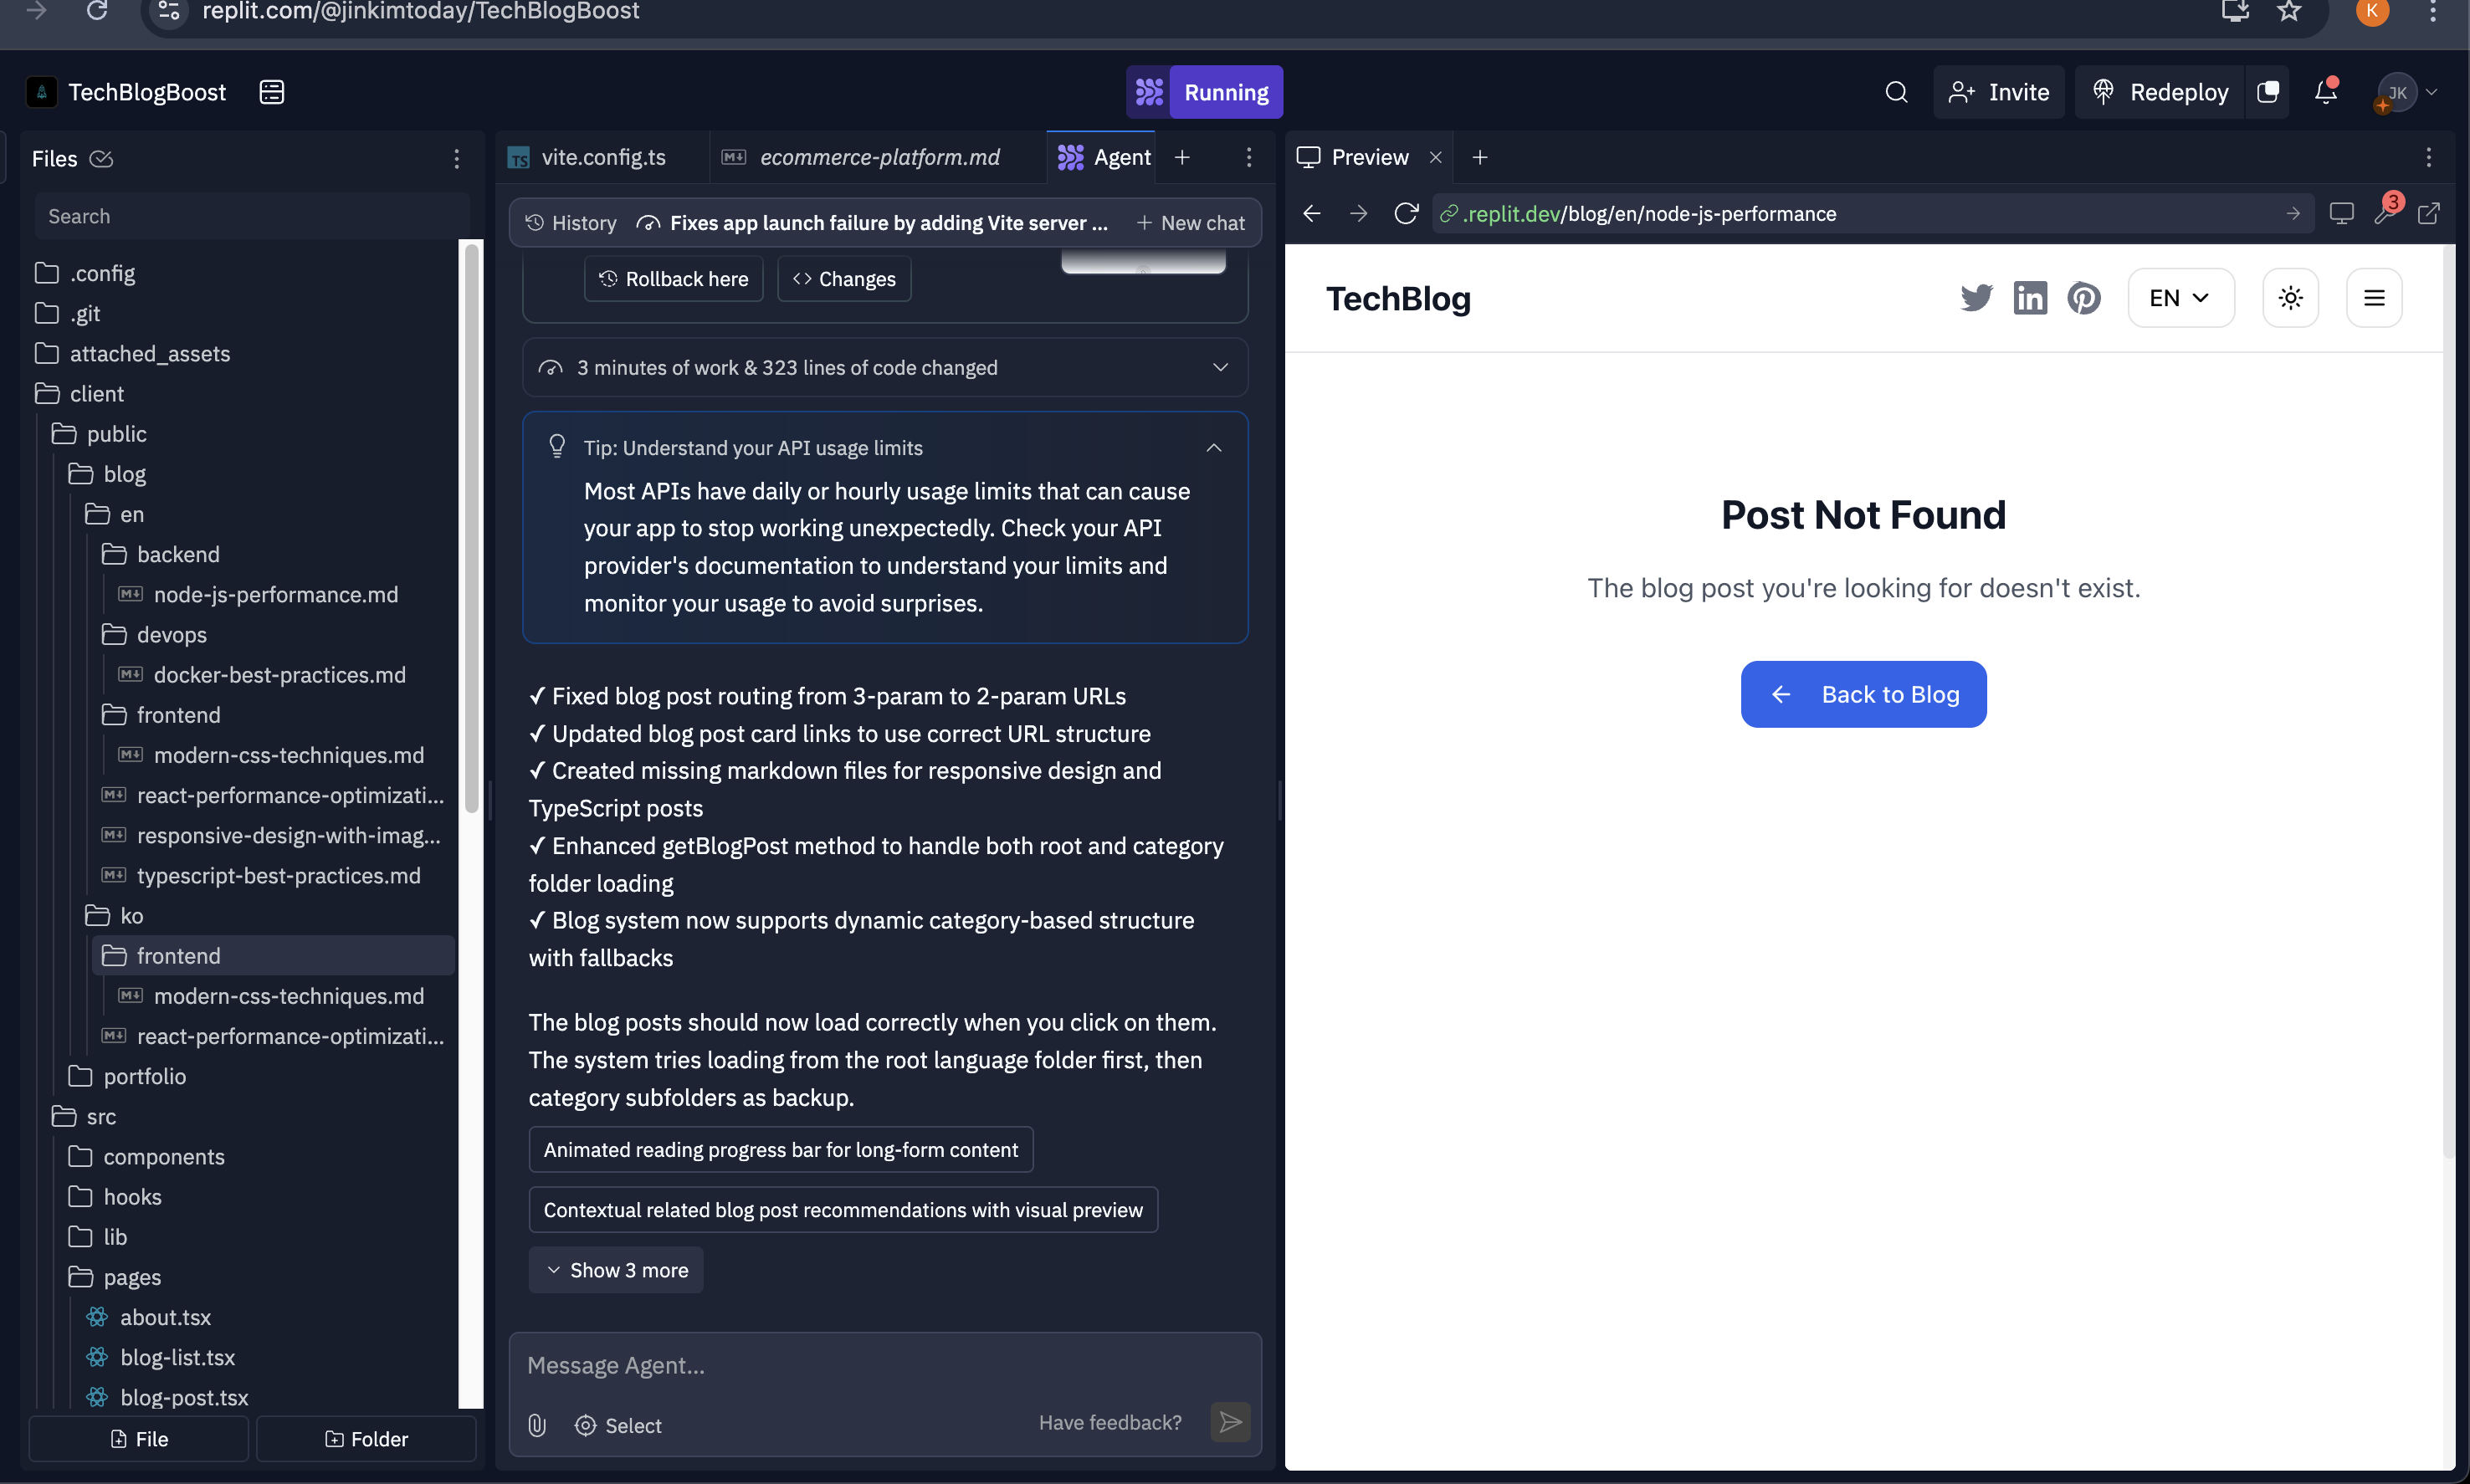 replit.com/@jinkimtoday/TechBlogBoost
K
TechBlogBoost
Running
Invite
Redeploy
JK
Files
Search
.config
.git
attached_assets
client
public
blog
en
backend
node-js-performance.md
devops
docker-best-practices.md
frontend
modern-css-techniques.md
react-performance-optimizati...
responsive-design-with-imag...
typescript-best-practices.md
ko
frontend
modern-css-techniques.md
react-performance-optimizati...
portfolio
src
components
hooks
lib
pages
about.tsx
blog-list.tsx
blog-post.tsx
File
Folder
TS vite.config.ts
ecommerce-platform.md
Agent
History
Fixes app launch failure by adding Vite server ...
New chat
Rollback here
Changes
3 minutes of work & 323 lines of code changed
Tip: Understand your API usage limits
Most APIs have daily or hourly usage limits that can cause
your app to stop working unexpectedly. Check your API
provider's documentation to understand your limits and
monitor your usage to avoid surprises.
✓ Fixed blog post routing from 3-param to 2-param URLs
✓ Updated blog post card links to use correct URL structure
✓ Created missing markdown files for responsive design and
TypeScript posts
✓ Enhanced getBlogPost method to handle both root and category
folder loading
✓ Blog system now supports dynamic category-based structure
with fallbacks
The blog posts should now load correctly when you click on them.
The system tries loading from the root language folder first, then
category subfolders as backup.
Animated reading progress bar for long-form content
Contextual related blog post recommendations with visual preview
Show 3 more
Message Agent...
Select
Have feedback?
Preview
.replit.dev/blog/en/node-js-performance
3
TechBlog
EN
Post Not Found
The blog post you're looking for doesn't exist.
Back to Blog